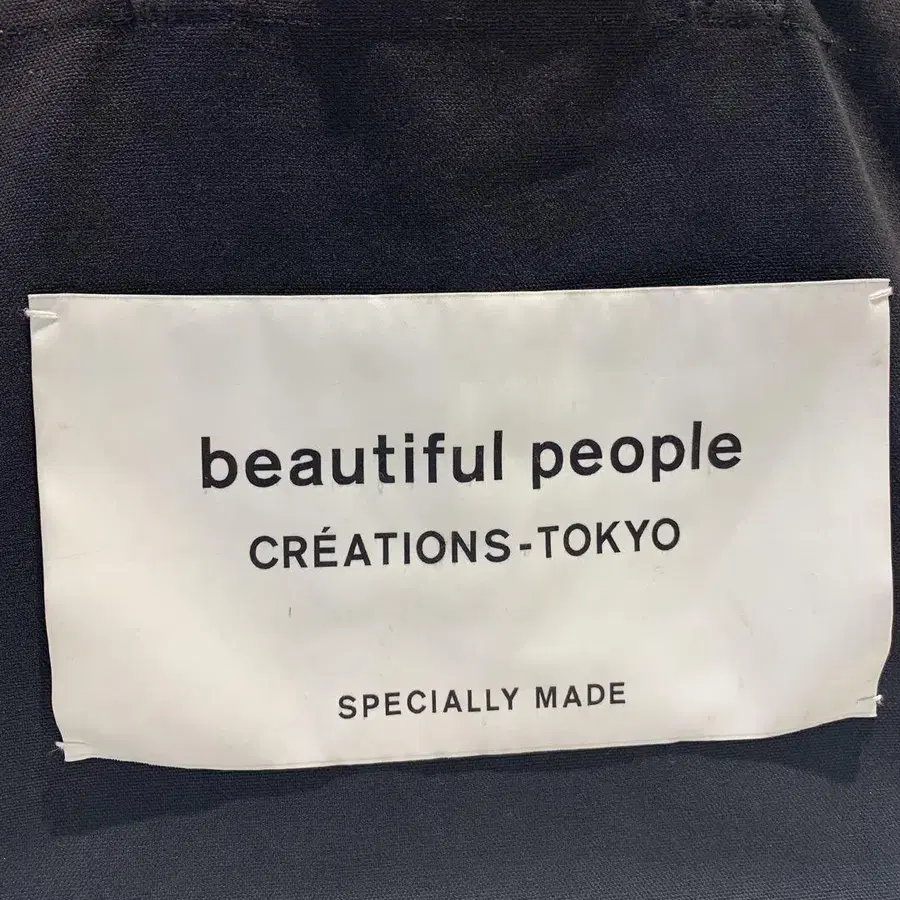 beautiful people
CRÉATIONS-TOKYO
SPECIALLY MADE